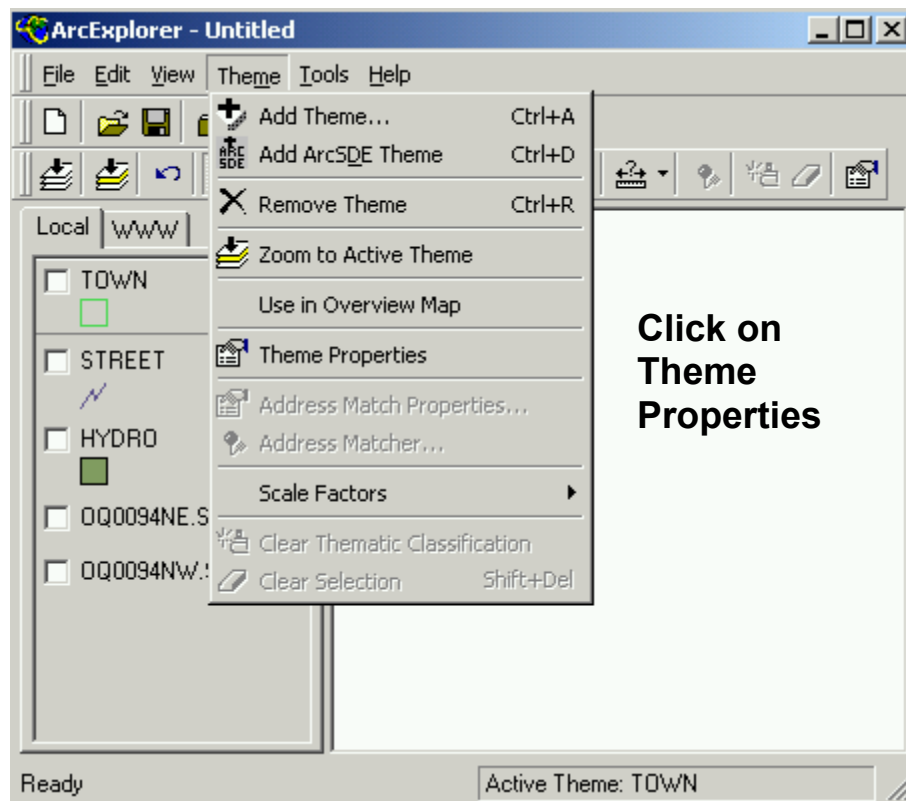 ArcExplorer - Untitled
File Edit View Theme Tools Help
Add Theme... Ctrl+A
ARC SDE Add ArcSDE Theme Ctrl+D
Remove Theme Ctrl+R
Zoom to Active Theme
Use in Overview Map
Theme Properties
Address Match Properties...
Address Matcher...
Scale Factors
Clear Thematic Classification
Clear Selection Shift+Del
Local WWW
TOWN
STREET
HYDRO
OQ0094NE.S
OQ0094NW.
Click on
Theme
Properties
Ready Active Theme: TOWN